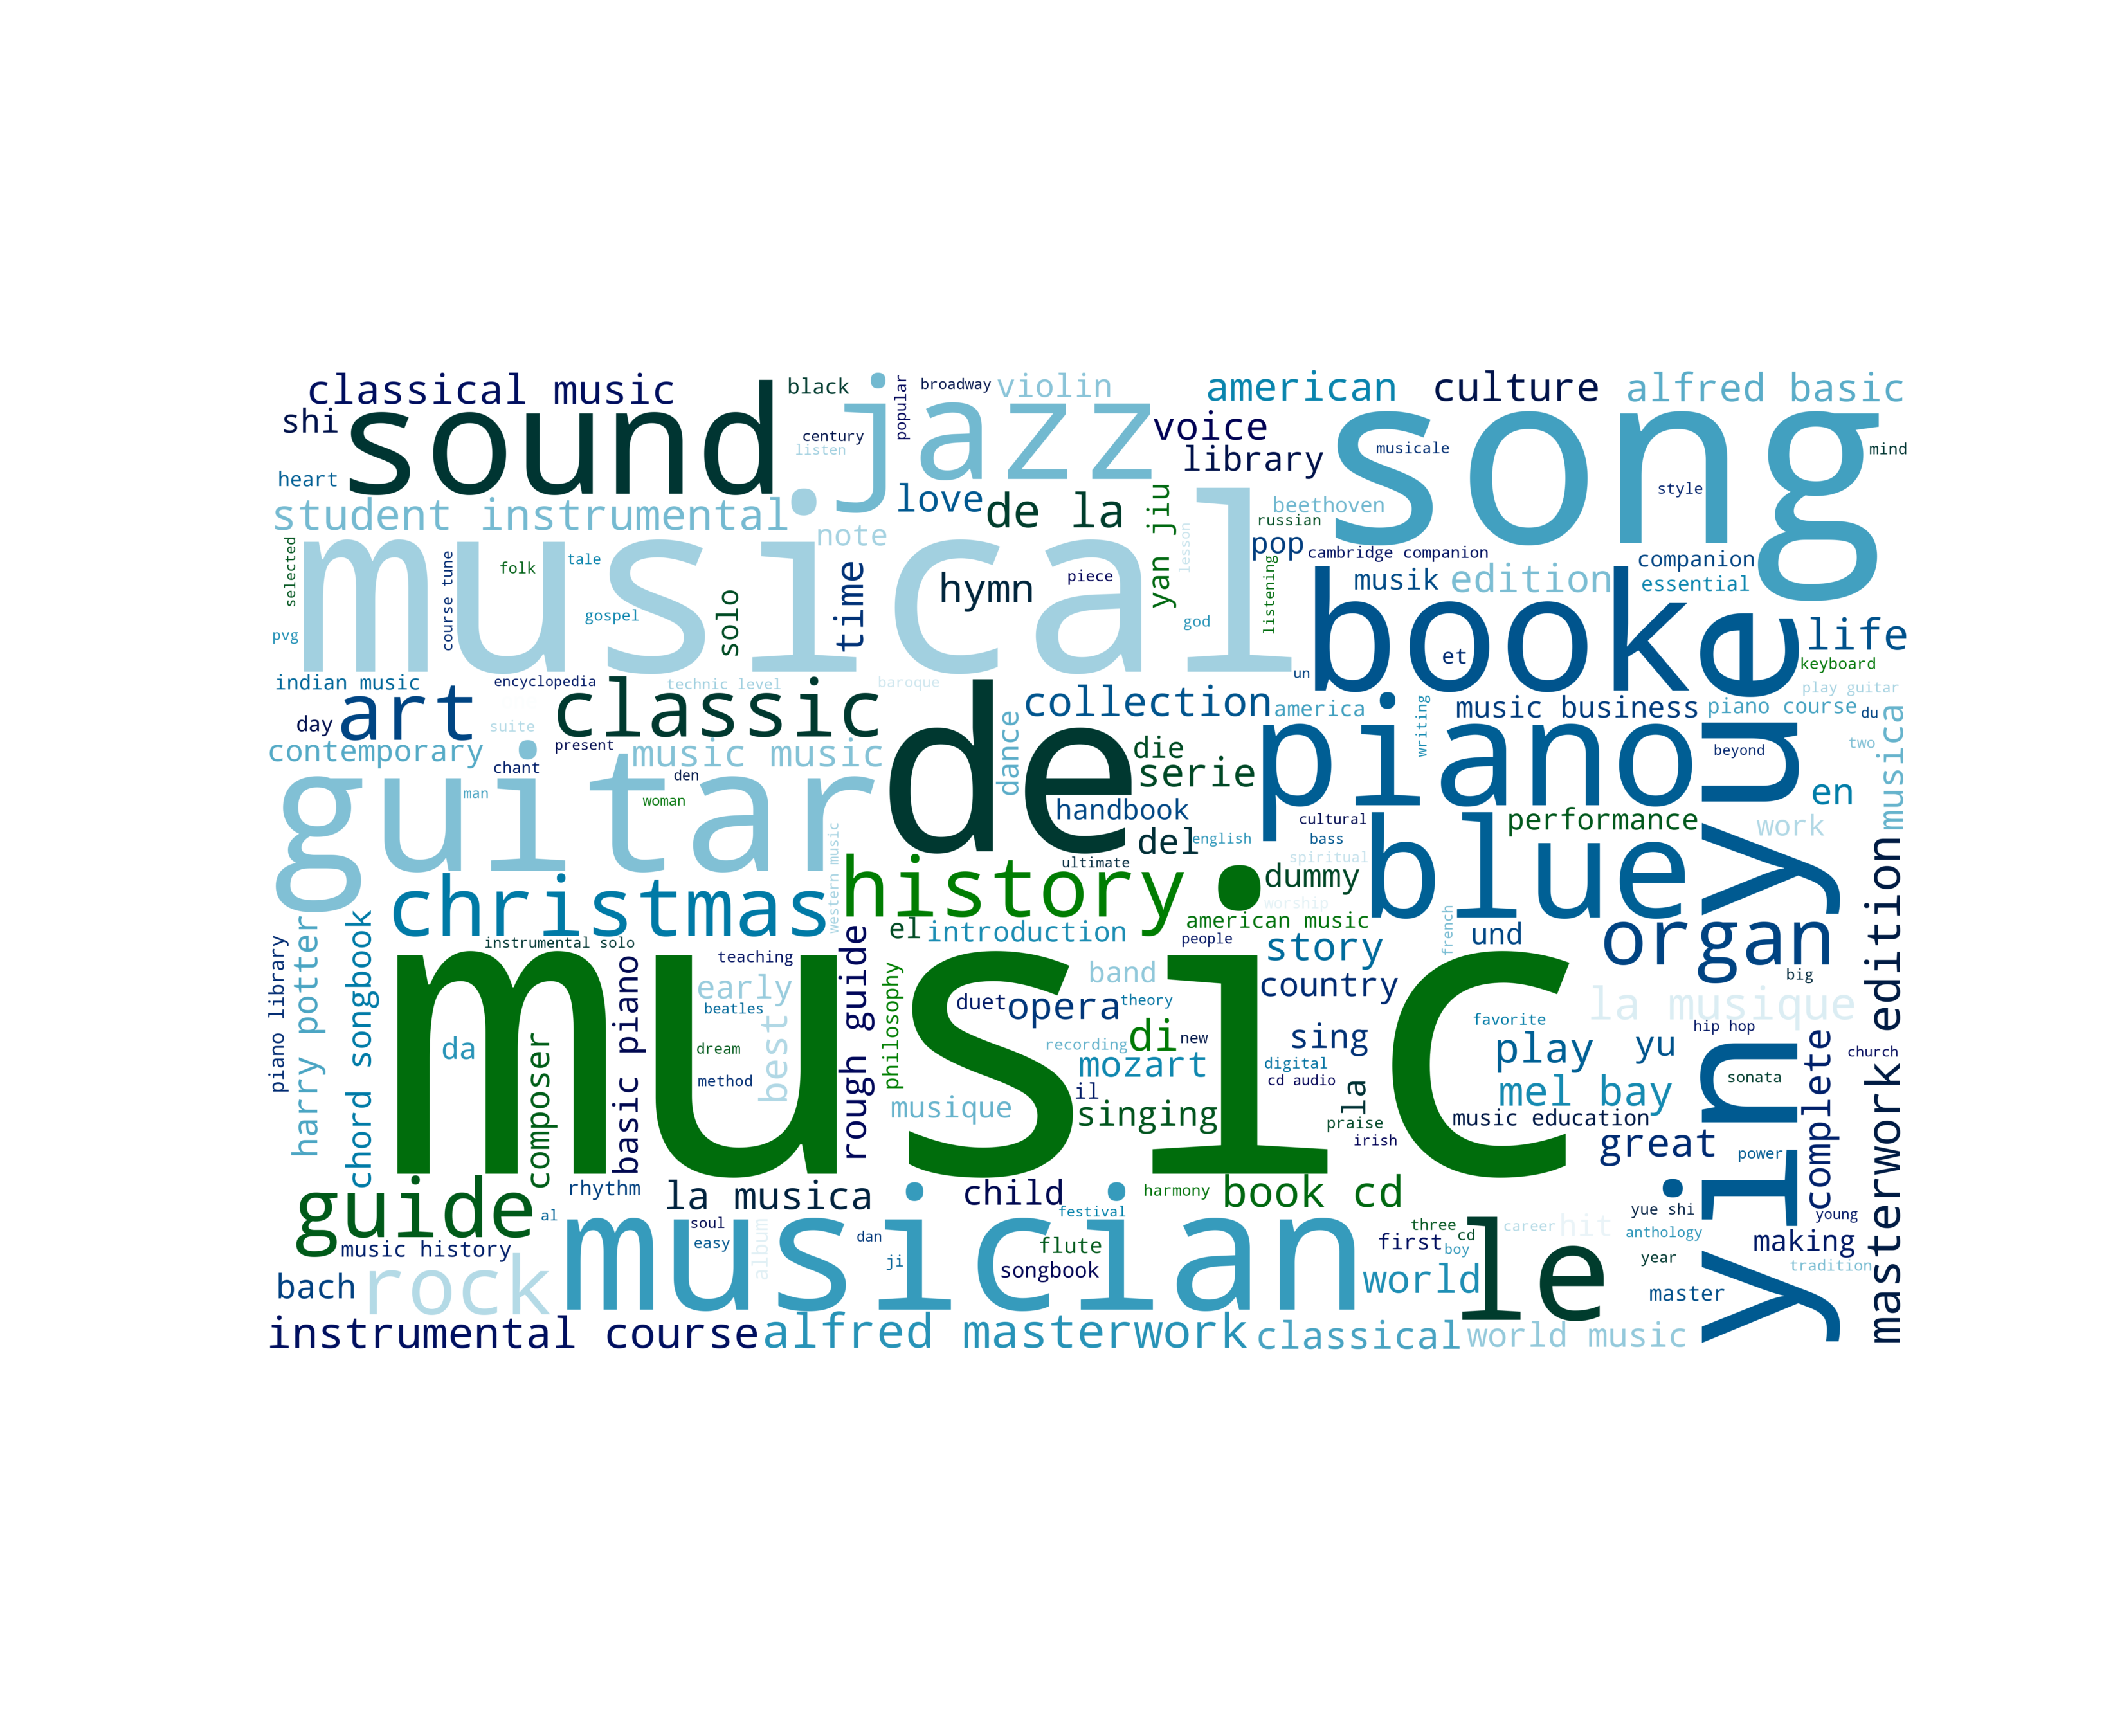 classical music
sound
black
jazz
popular
broadway
violin
american
culture
alfred basic
shi
century
listen
voice
library
song
musicale
mind
style
heart
student instrumental
love
de la
yan jiu
beethoven
russian
note
lesson
pop
cambridge companion
companion
selected
musical
course tune
folk
tale
gospel
solo
time
hymn
piece
god
listening
musik
edition
essential
pvg
book
et
yin yue
life
keyboard
indian music
encyclopedia
technic level
baroque
un
play guitar
day
art
suite
classic
de
collection
america
music business
piano course
du
contemporary
present
music music
dance
die
serie
piano
writing
beyond
two
musica
guitar
chant
man
den
woman
handbook
en
western music
del
english
cultural
bass
performance
work
christmas
history
ultimate
spiritual
dummy
worship
blue
american music
el
introduction
people
story
french
und
organ
big
masterwork edition
piano library
harry potter
chord songbook
instrumental solo
music
teaching
early
beatles
rough guide
philosophy
band
duet
opera
theory
country
la musique
da
composer
basic piano
dream
method
best
recording
di
new
mozart
il
sing
digital
cd audio
la
favorite
hip hop
play
yu
church
sonata
complete
mel bay
musique
singing
praise
irish
music education
great
power
guide
rhythm
la musica
child
festival
harmony
book cd
al
soul
easy
album
musician
dan
ji
flute
songbook
three
cd
first
boy
career
hit
le
yue shi
anthology
young
making
music history
year
tradition
bach
rock
world
master
instrumental course
alfred masterwork
classical
world music